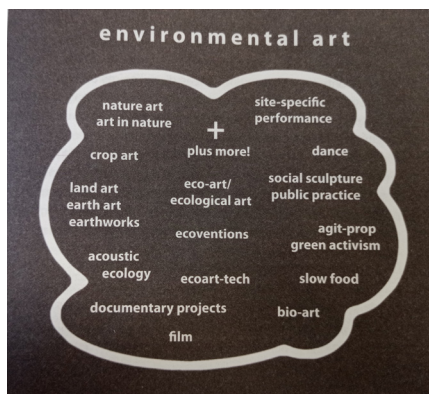 environmental art
nature art
art in nature
site-specific
performance
+
plus more!
crop art
dance
land art
earth art
earthworks
eco-art/
ecological art
social sculpture
public practice
ecoventions
agit-prop
green activism
acoustic
ecology
ecoart-tech
slow food
documentary projects
bio-art
film